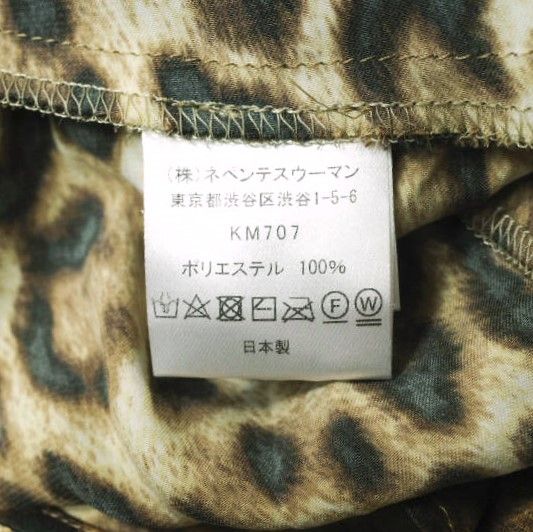 (株)ネペンテスウーマン
東京都渋谷区渋谷1-5-6
KM707
ポリエステル 100%
F W
日本製